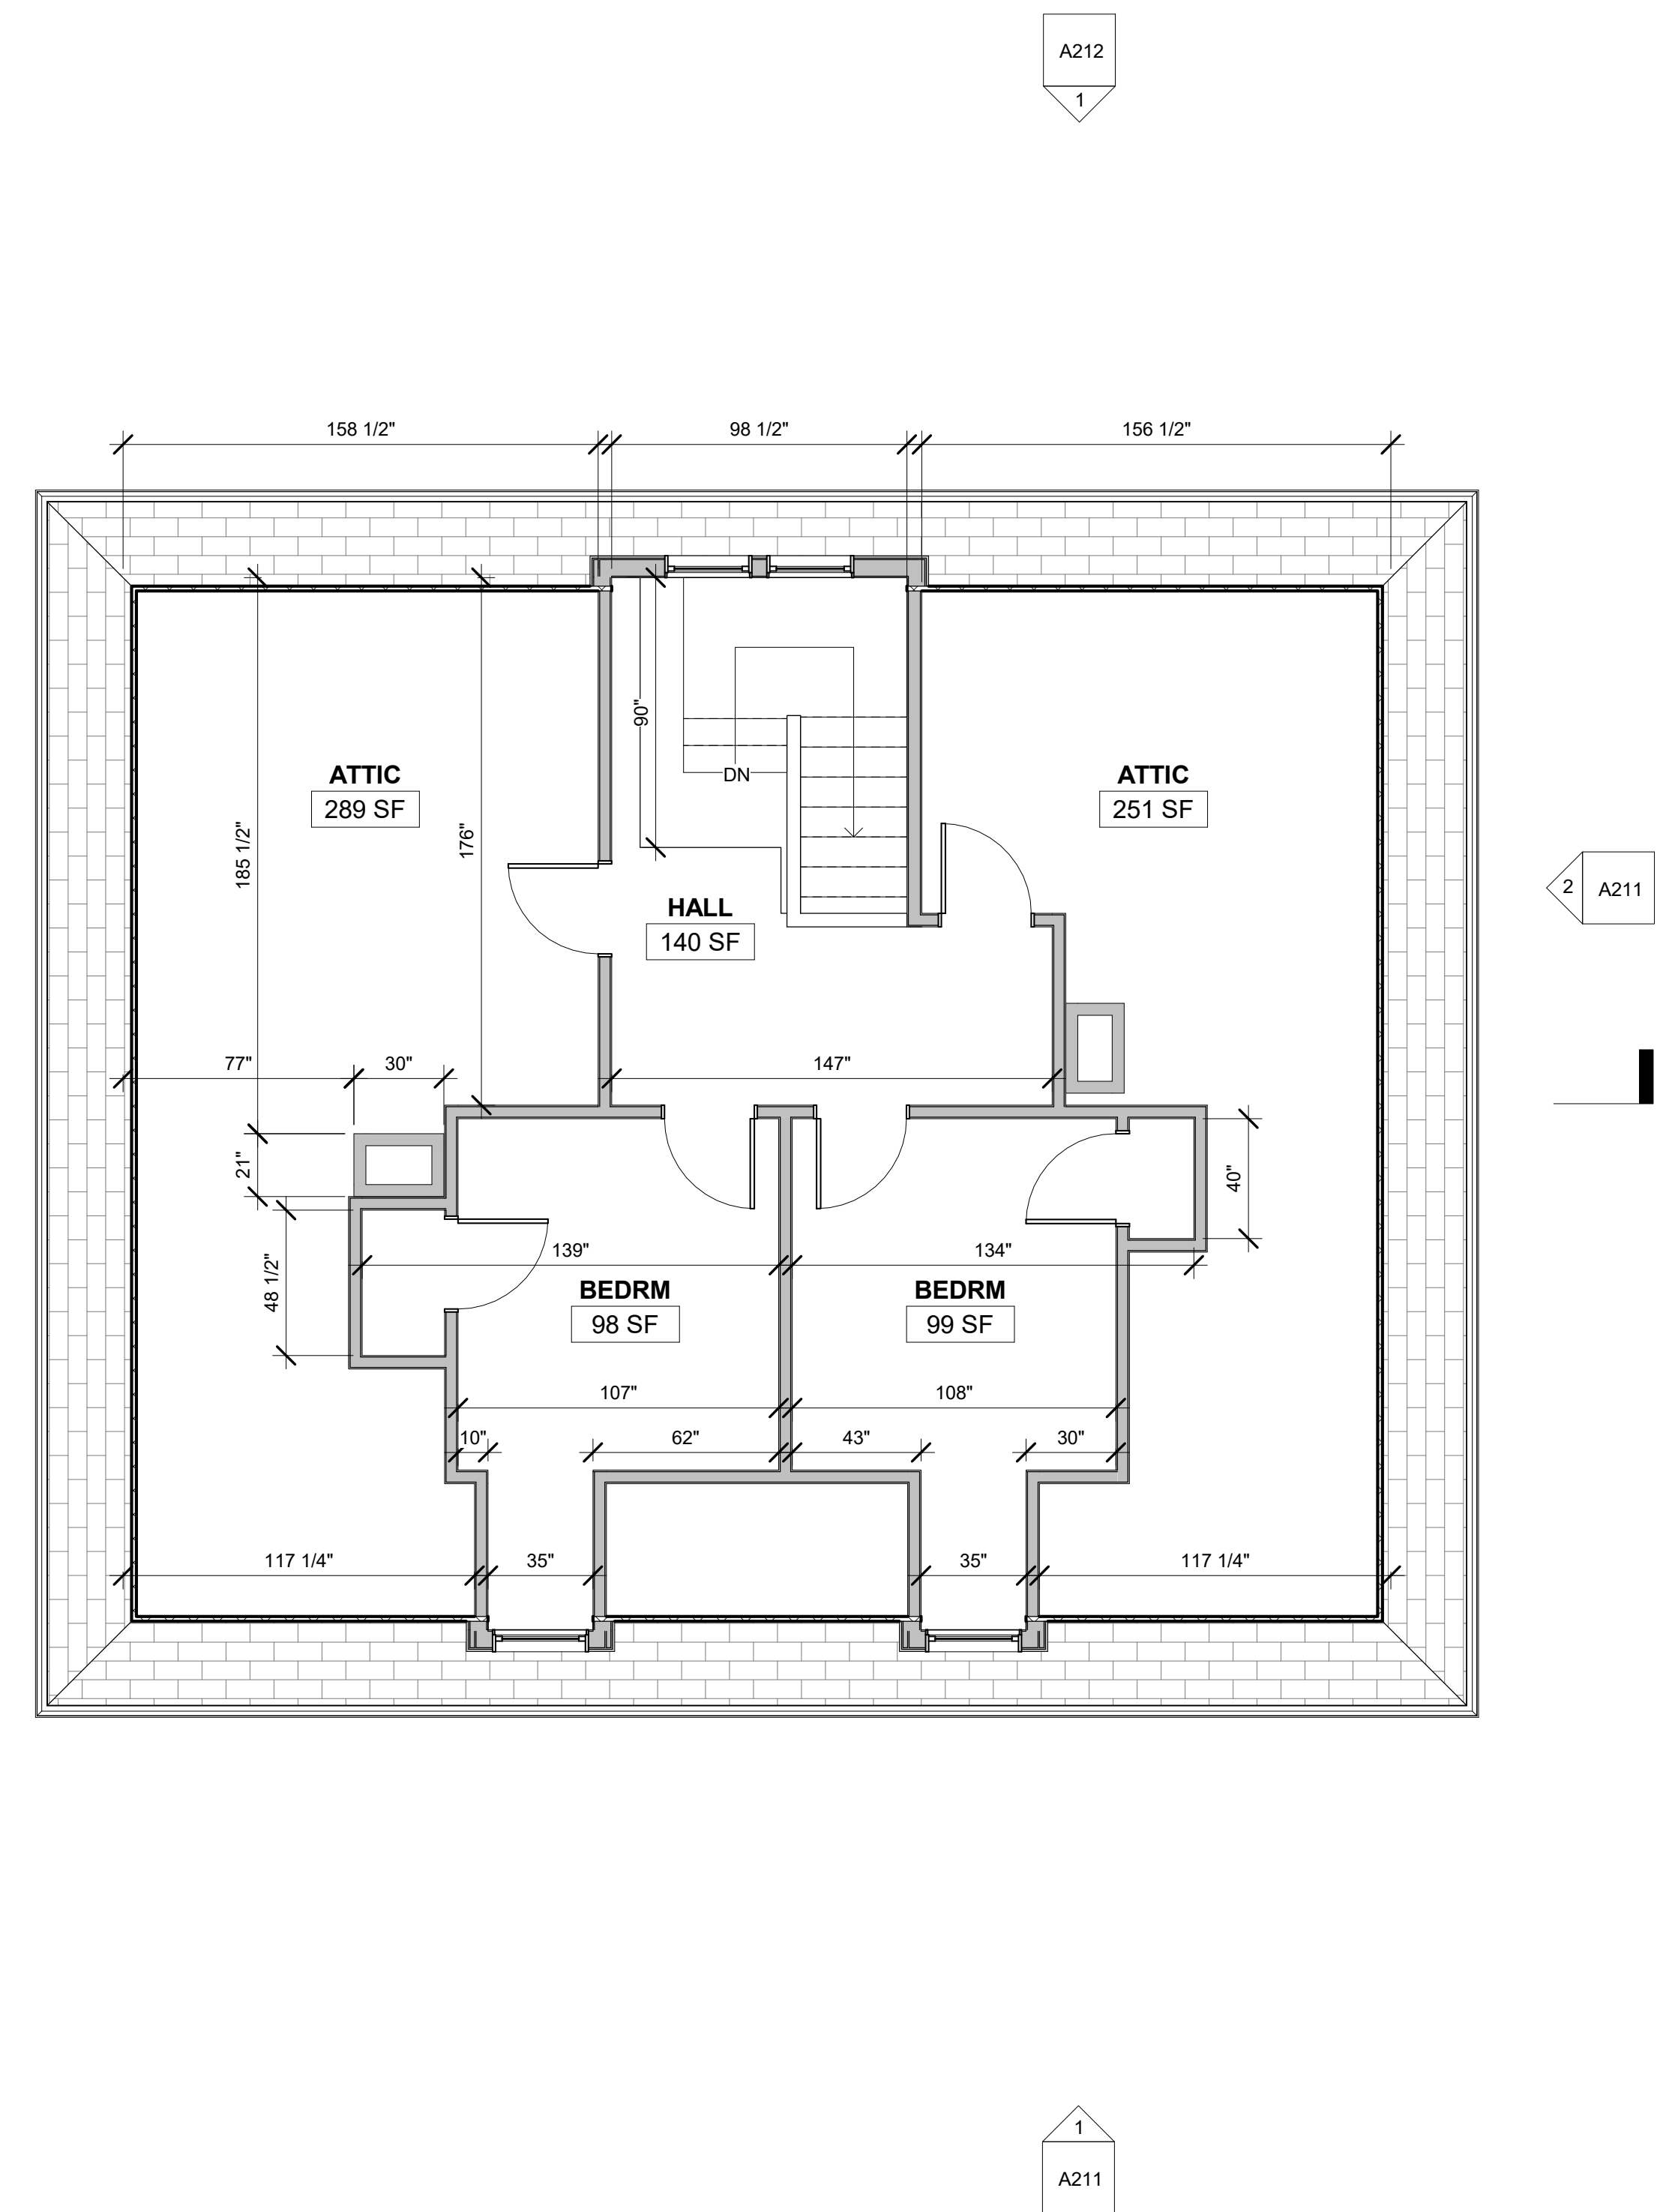 A212
1
158 1/2"
98 1/2"
156 1/2"
90"
DN
ATTIC
289 SF
ATTIC
251 SF
185 1/2"
176"
HALL
140 SF
2
A211
77"
30"
147"
21"
40"
139"
134"
48 1/2"
BEDRM
98 SF
BEDRM
99 SF
107"
108"
10"
62"
43"
30"
117 1/4"
35"
35"
117 1/4"
1
A211